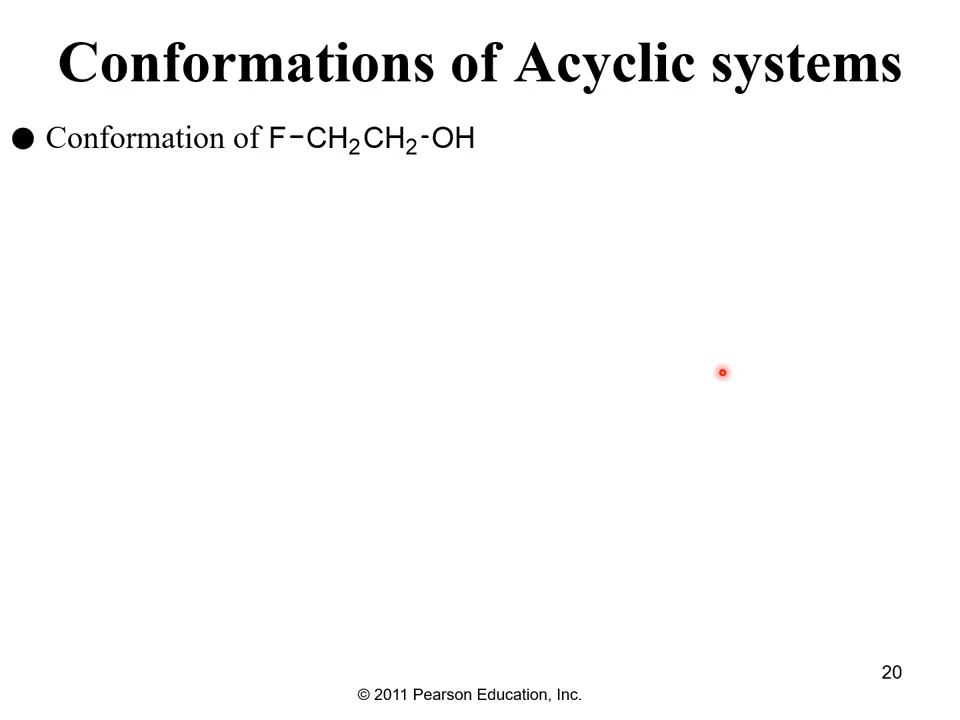 Conformations of Acyclic systems
● Conformation of F–CH₂CH₂-OH
20
© 2011 Pearson Education, Inc.